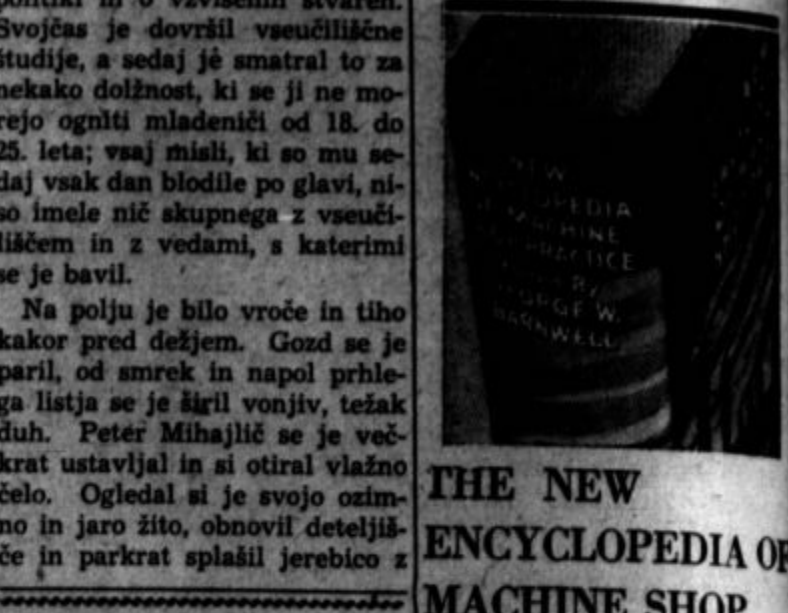 politiki in o vzvišenih stvareh.
Svojčas je dovršil vseučiliščne
študije, a sedaj je smatral to za
nekako dolžnost, ki se ji ne mo-
rejo ogniti mladeniči od 18. do
25. leta; vsaj misli, ki so mu se-
daj vsak dan blodile po glavi, ni-
so imele nič skupnega z vseuči-
liščem in z vedami, s katerimi
se je bavil.
Na polju je bilo vroče in tiho
kakor pred dežjem. Gozd se je
paril, od smrek in napol prhle-
ga listja se je širil vonjiv, težak
duh. Peter Mihajlič se je več-
krat ustavljal in si otiral vlažno
čelo. Ogledal si je svojo ozim-
no in jaro žito, obnovil deteljiš-
če in parkrat splašil jerebico z
NEW
ENCYCLOPEDIA
OF MACHINE
SHOP PRACTICE
BY
GEORGE W.
BARNWELL
THE NEW
ENCYCLOPEDIA OF
MACHINE SHOP